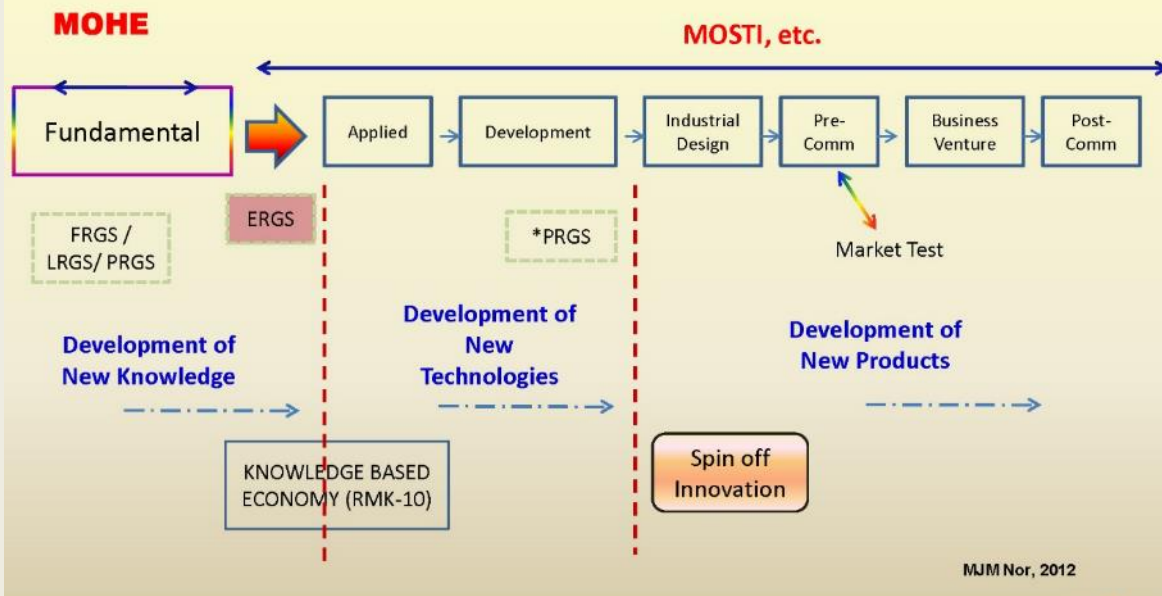 MOHE
MOSTI, etc.
Fundamental
Applied
Development
Industrial
Design
Pre-
Comm
Business
Venture
Post-
Comm
FRGS /
LRGS/ PRGS
ERGS
*PRGS
Market Test
Development of
New Knowledge
Development of
New
Technologies
Development of
New Products
KNOWLEDGE BASED
ECONOMY (RMK-10)
Spin off
Innovation
MJM Nor, 2012